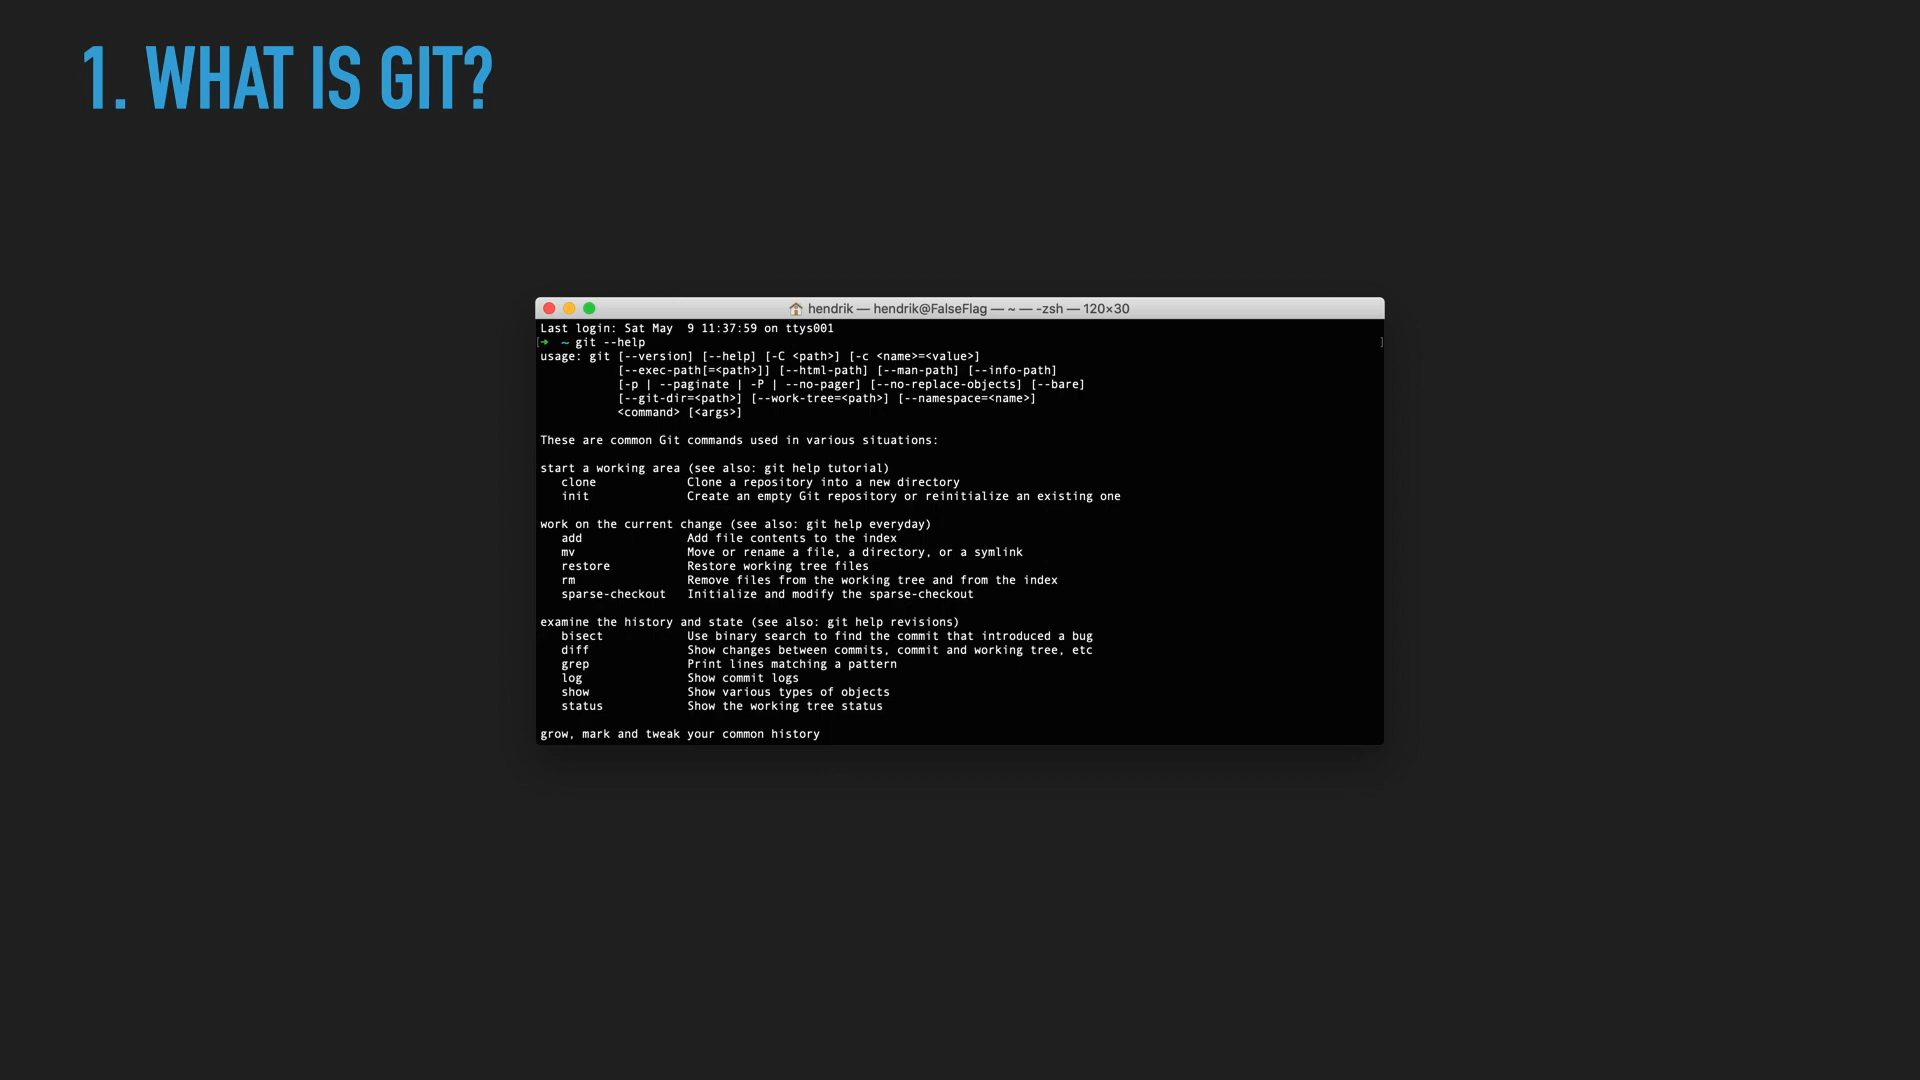 1. WHAT IS GIT?
hendrik — hendrik@FalseFlag — ~ — -zsh — 120×30
Last login: Sat May  9 11:37:59 on ttys001
[➜  ~ git --help ]
usage: git [--version] [--help] [-C <path>] [-c <name>=<value>]
           [--exec-path[=<path>]] [--html-path] [--man-path] [--info-path]
           [-p | --paginate | -P | --no-pager] [--no-replace-objects] [--bare]
           [--git-dir=<path>] [--work-tree=<path>] [--namespace=<name>]
           <command> [<args>]
These are common Git commands used in various situations:
start a working area (see also: git help tutorial)
   clone             Clone a repository into a new directory
   init              Create an empty Git repository or reinitialize an existing one
work on the current change (see also: git help everyday)
   add               Add file contents to the index
   mv                Move or rename a file, a directory, or a symlink
   restore           Restore working tree files
   rm                Remove files from the working tree and from the index
   sparse-checkout   Initialize and modify the sparse-checkout
examine the history and state (see also: git help revisions)
   bisect            Use binary search to find the commit that introduced a bug
   diff              Show changes between commits, commit and working tree, etc
   grep              Print lines matching a pattern
   log               Show commit logs
   show              Show various types of objects
   status            Show the working tree status
grow, mark and tweak your common history